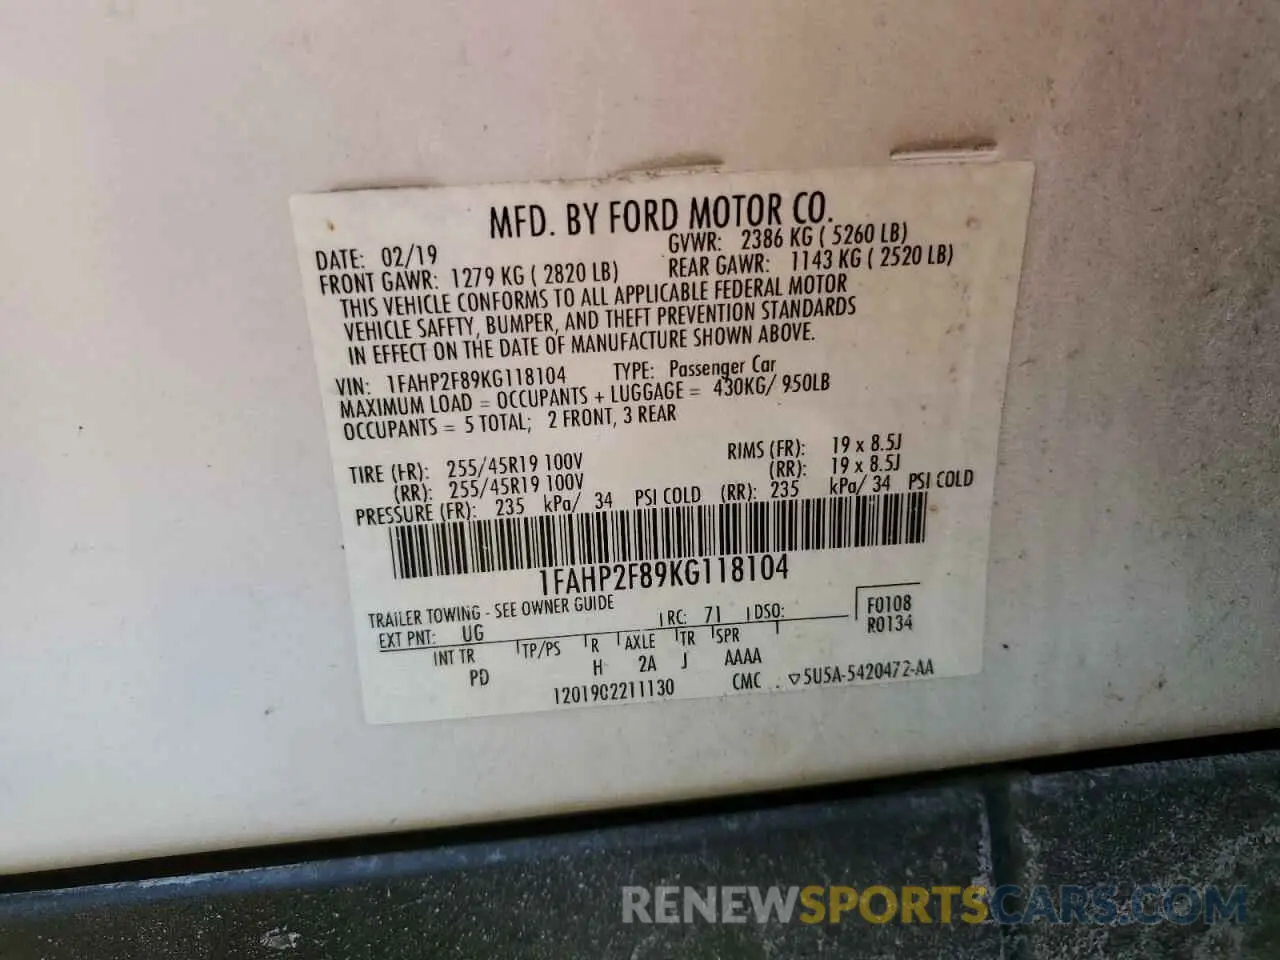 MFD. BY FORD MOTOR CO.
DATE: 02/19 GVWR: 2386 KG ( 5260 LB)
FRONT GAWR: 1279 KG ( 2820 LB) REAR GAWR: 1143 KG ( 2520 LB)
THIS VEHICLE CONFORMS TO ALL APPLICABLE FEDERAL MOTOR
VEHICLE SAFFTY, BUMPER, AND THEFT PREVENTION STANDARDS
IN EFFECT ON THE DATE OF MANUFACTURE SHOWN ABOVE.
VIN: 1FAHP2F89KG118104 TYPE: Passenger Car
MAXIMUM LOAD = OCCUPANTS + LUGGAGE = 430KG/ 950LB
OCCUPANTS = 5 TOTAL; 2 FRONT, 3 REAR
TIRE (FR): 255/45R19 100V RIMS (FR): 19 x 8.5J
(RR): 255/45R19 100V (RR): 19 x 8.5J
PRESSURE (FR): 235 kPa/ 34 PSI COLD (RR): 235 kPa/ 34 PSI COLD
1FAHP2F89KG118104
TRAILER TOWING - SEE OWNER GUIDE
EXT PNT: UG RC: 71 DSO: F0108
R0134
INT TR TP/PS R AXLE TR SPR
PD H 2A J AAAA
1201902211130 CMC ▽5U5A-5420472-AA
RENEWSPORTSCARS.COM